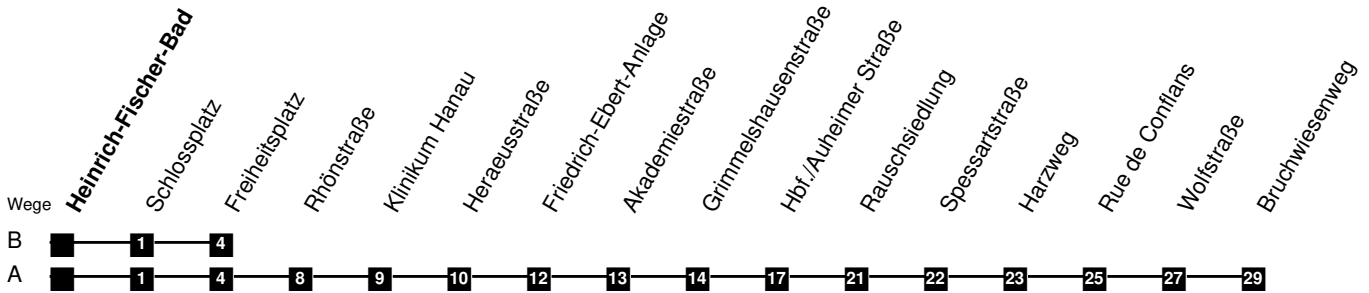 Wege
Heinrich-Fischer-Bad
Schlossplatz
Freiheitsplatz
Rhönstraße
Klinikum Hanau
Heraeusstraße
Friedrich-Ebert-Anlage
Akademiestraße
Grimmelshausenstraße
Hbf./Auheimer Straße
Rauschsiedlung
Spessartstraße
Harzweg
Rue de Conflans
Wolfstraße
Bruchwiesenweg
B 1 4
A 1 4 8 9 10 12 13 14 17 21 22 23 25 27 29